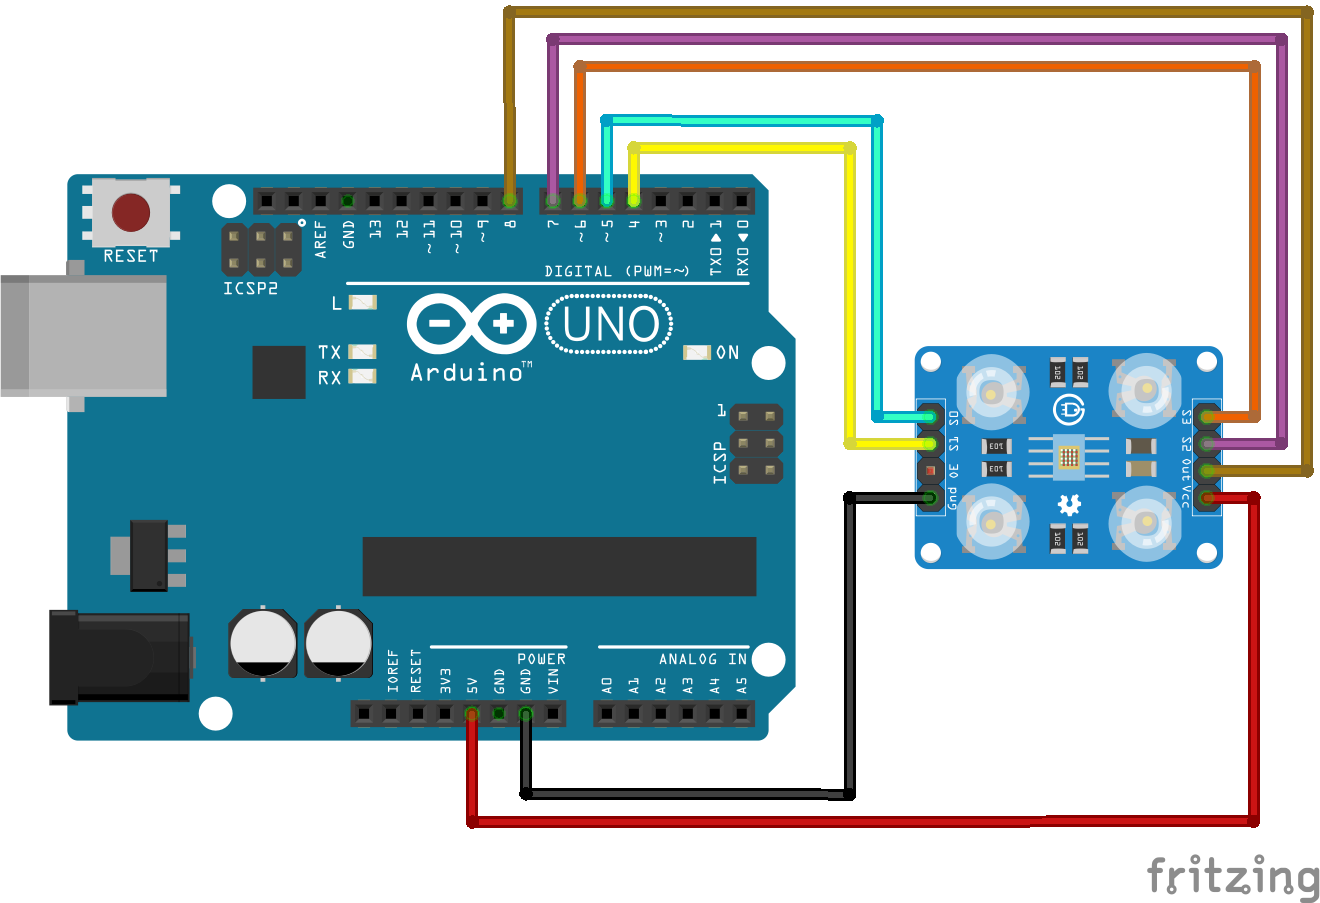 RESET
ICSP2
AREF
GND
13
12
~11
~10
~9
8
7
~6
~5
4
~3
2
TX0▶1
RX0◀0
DIGITAL (PWM=~)
L
TX
RX
Arduino™
UNO
ON
1
ICSP
IOREF
RESET
3V3
5V
GND
GND
VIN
POWER
ANALOG IN
A0
A1
A2
A3
A4
A5
S0
S1
OE
Gnd
S3
S2
Out
Vcc
102
102
103
103
102
102
fritzing